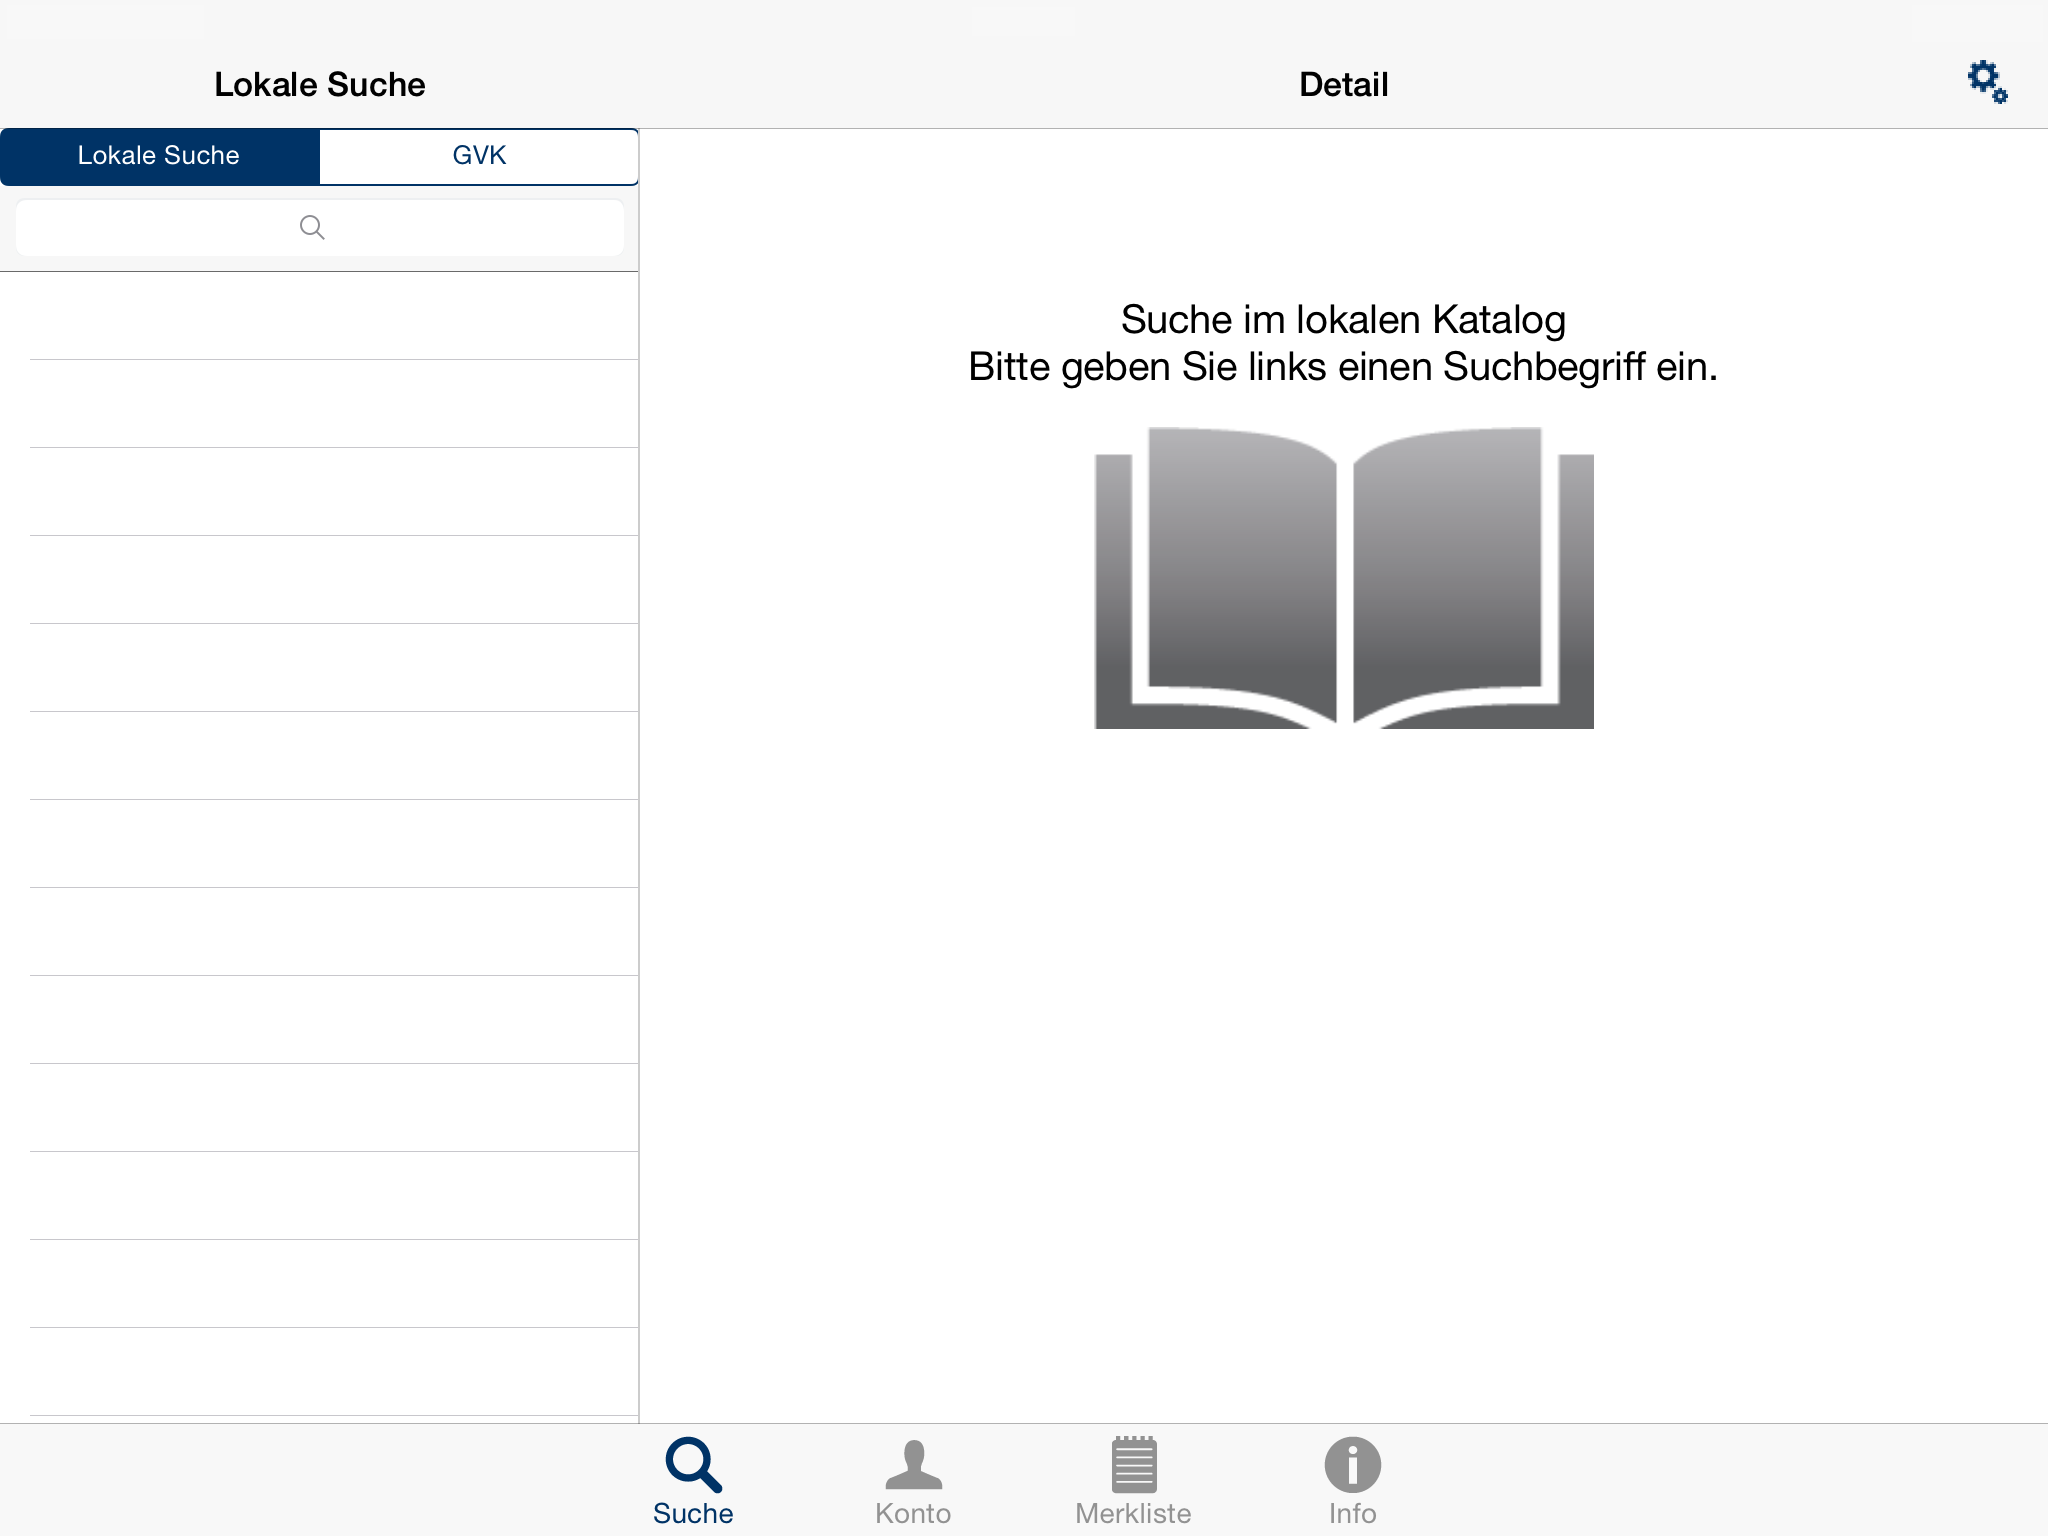 Lokale Suche
Detail
Lokale Suche
GVK
Suche im lokalen Katalog
Bitte geben Sie links einen Suchbegriff ein.
Suche
Konto
Merkliste
Info